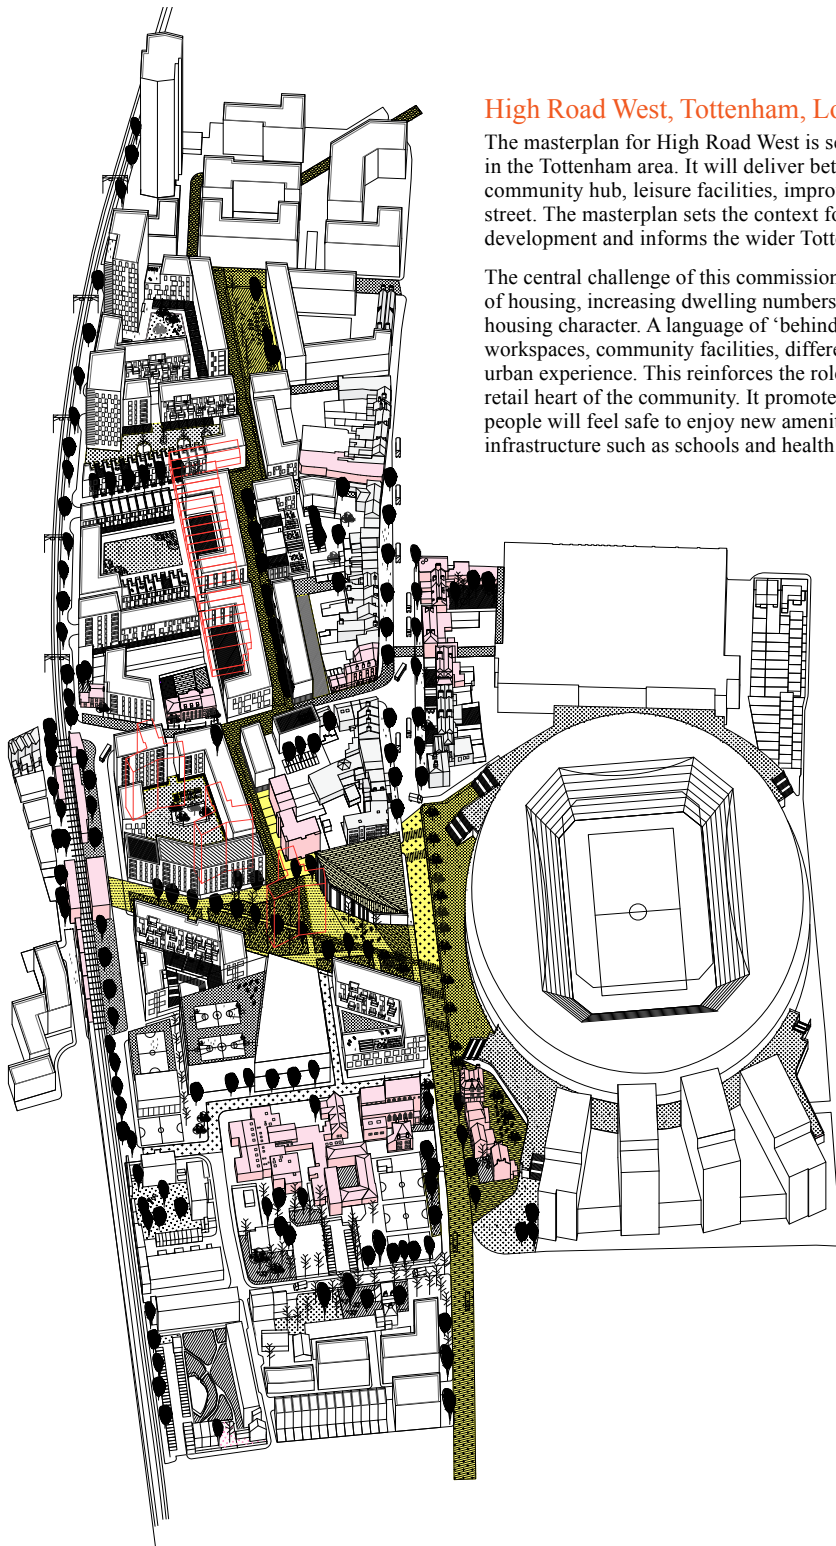 High Road West, Tottenham, Lo
The masterplan for High Road West is s
in the Tottenham area. It will deliver bet
community hub, leisure facilities, impro
street. The masterplan sets the context fo
development and informs the wider Totte
The central challenge of this commission
of housing, increasing dwelling numbers
housing character. A language of ‘behind
workspaces, community facilities, differe
urban experience. This reinforces the role
retail heart of the community. It promote
people will feel safe to enjoy new amenit
infrastructure such as schools and health